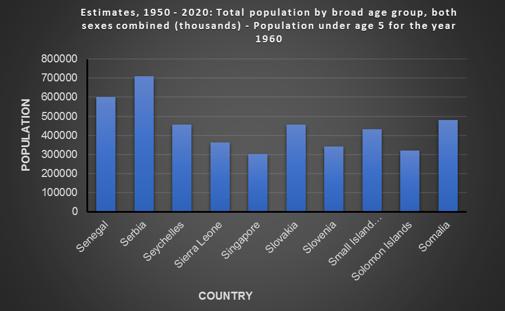 Estimates, 1950 - 2020: Total population by broad age group, both
sexes combined (thousands) - Population under age 5 for the year
1960
POPULATION
800000
700000
600000
500000
400000
300000
200000
100000
0
Senegal
Serbia
Seychelles
Sierra Leone
Singapore
Slovakia
Slovenia
Small Island...
Solomon Islands
Somalia
COUNTRY